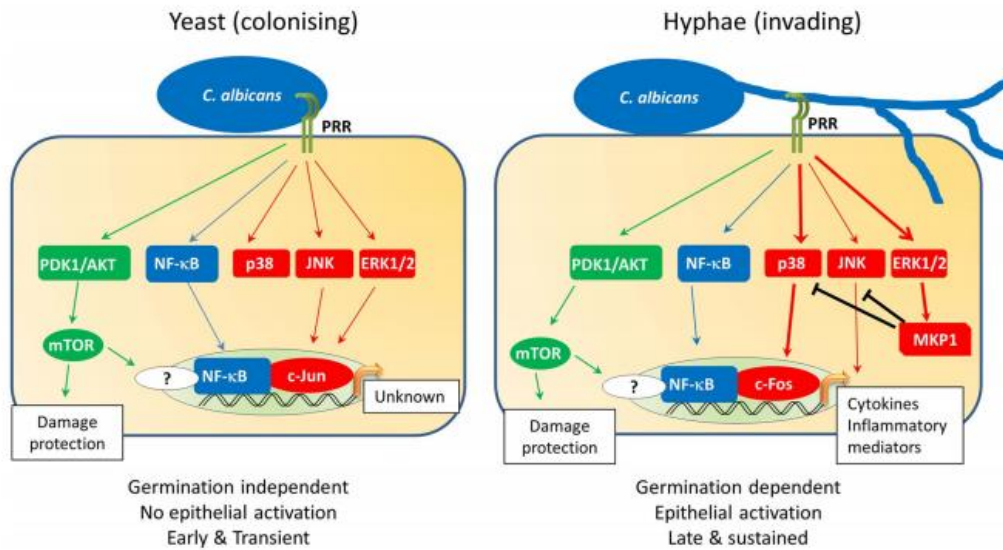 Yeast (colonising)
C. albicans
PRR
PDK1/AKT
NF-κB
p38
JNK
ERK1/2
mTOR
?
NF-κB
c-Jun
Unknown
Damage
protection
Germination independent
No epithelial activation
Early & Transient
Hyphae (invading)
C. albicans
PRR
PDK1/AKT
NF-κB
p38
JNK
ERK1/2
MKP1
mTOR
?
NF-κB
c-Fos
Cytokines
Inflammatory
mediators
Damage
protection
Germination dependent
Epithelial activation
Late & sustained